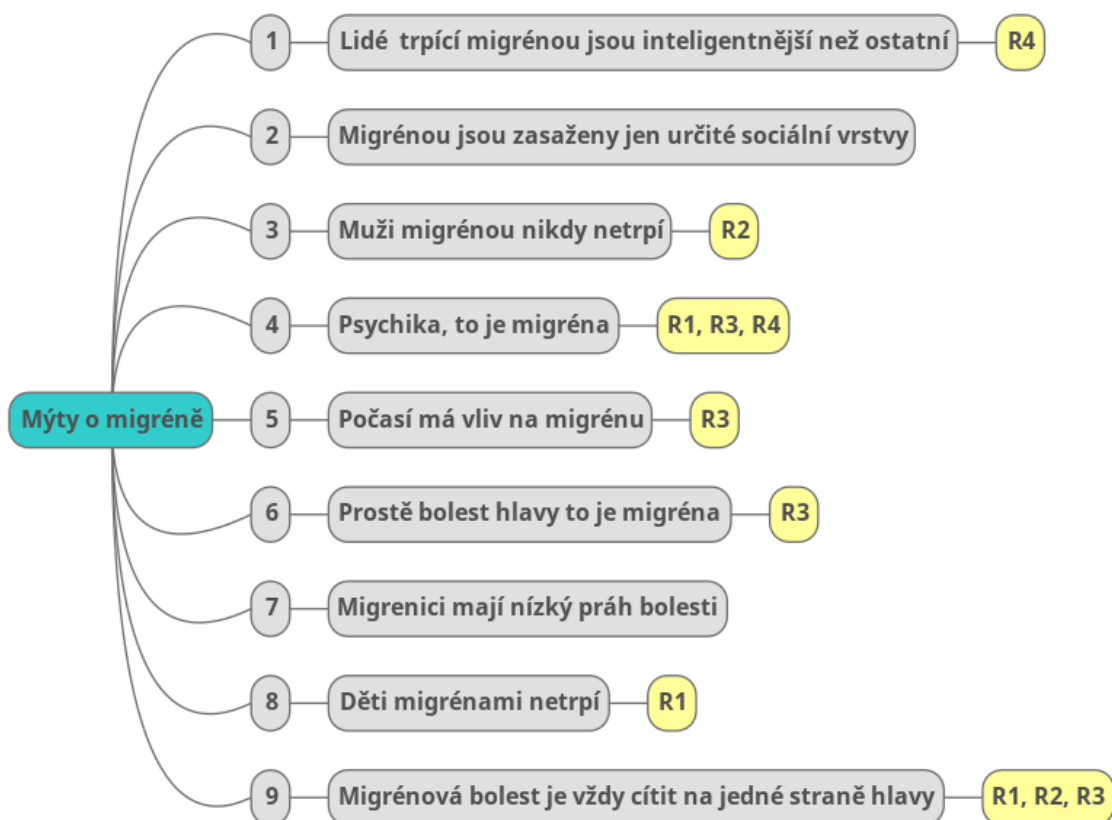 1 Lidé trpící migrénou jsou inteligentnější než ostatní R4
2 Migrénou jsou zasaženy jen určité sociální vrstvy
3 Muži migrénou nikdy netrpí R2
4 Psychika, to je migréna R1, R3, R4
Mýty o migréně 5 Počasí má vliv na migrénu R3
6 Prostě bolest hlavy to je migréna R3
7 Migrenici mají nízký práh bolesti
8 Děti migrénami netrpí R1
9 Migrénová bolest je vždy cítit na jedné straně hlavy R1, R2, R3